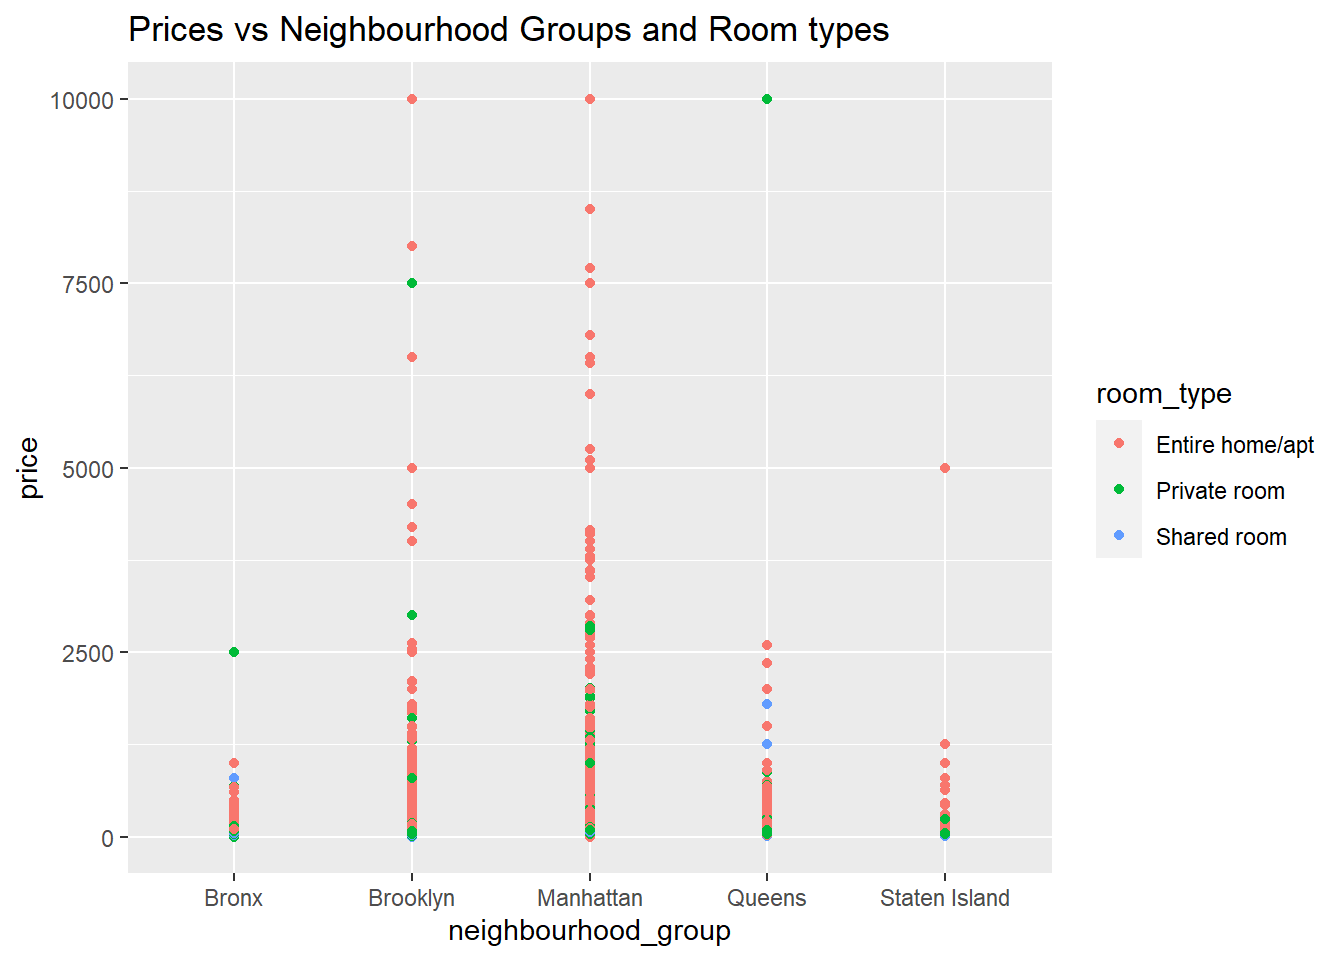 Prices vs Neighbourhood Groups and Room types
10000
7500
5000
2500
0
price
Bronx Brooklyn Manhattan Queens Staten Island
neighbourhood_group
room_type
Entire home/apt
Private room
Shared room